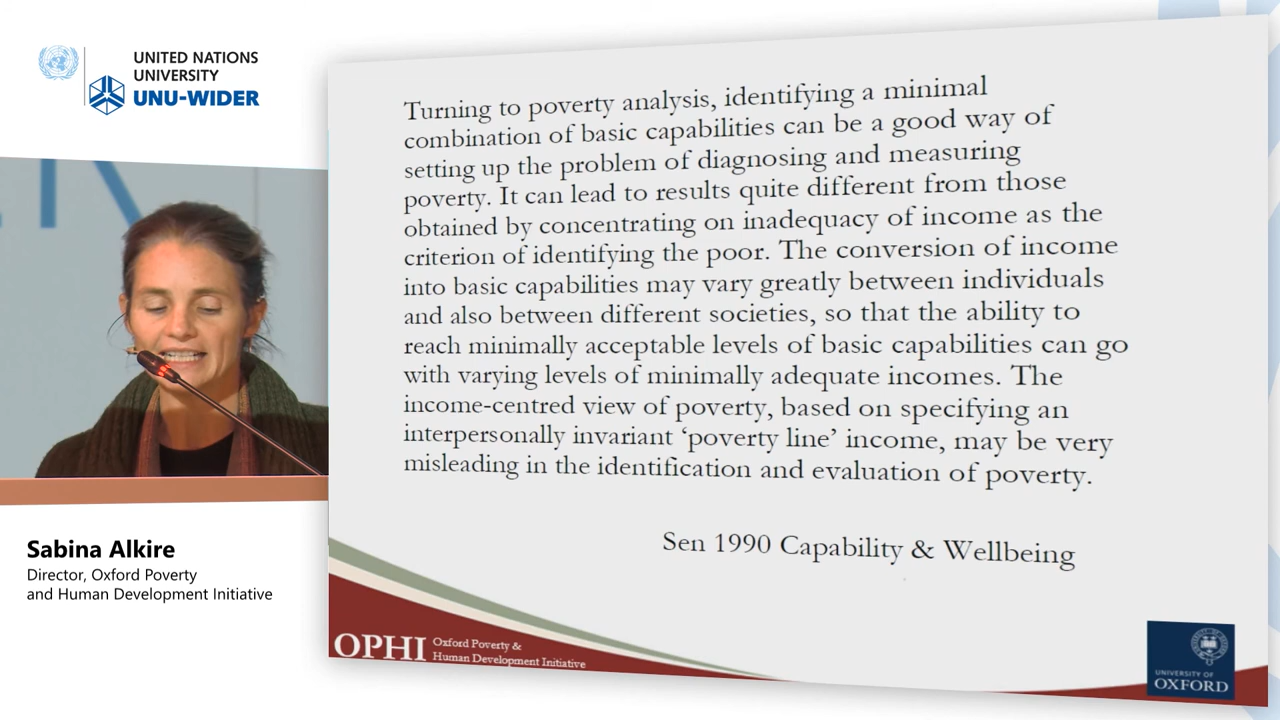 UNITED NATIONS
UNIVERSITY
UNU-WIDER
Turning to poverty analysis, identifying a minimal
combination of basic capabilities can be a good way of
setting up the problem of diagnosing and measuring
poverty. It can lead to results quite different from those
obtained by concentrating on inadequacy of income as the
criterion of identifying the poor. The conversion of income
into basic capabilities may vary greatly between individuals
and also between different societies, so that the ability to
reach minimally acceptable levels of basic capabilities can go
with varying levels of minimally adequate incomes. The
income-centred view of poverty, based on specifying an
interpersonally invariant ‘poverty line’ income, may be very
misleading in the identification and evaluation of poverty.
Sen 1990 Capability & Wellbeing
Sabina Alkire
Director, Oxford Poverty
and Human Development Initiative
OPHI
Oxford Poverty &
Human Development Initiative
UNIVERSITY OF
OXFORD